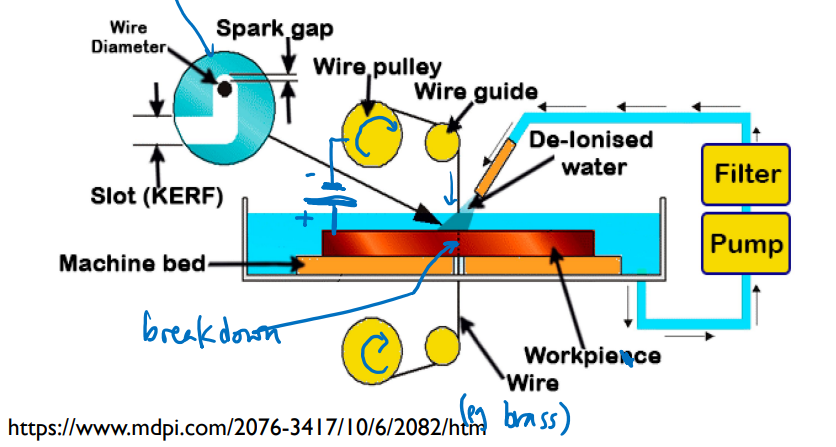 Wire
Diameter
Spark gap
Wire pulley
Wire guide
De-Ionised
water
Filter
Pump
Slot (KERF)
-
+
Machine bed
breakdown
Workpience
Wire
(eg brass)
https://www.mdpi.com/2076-3417/10/6/2082/htm